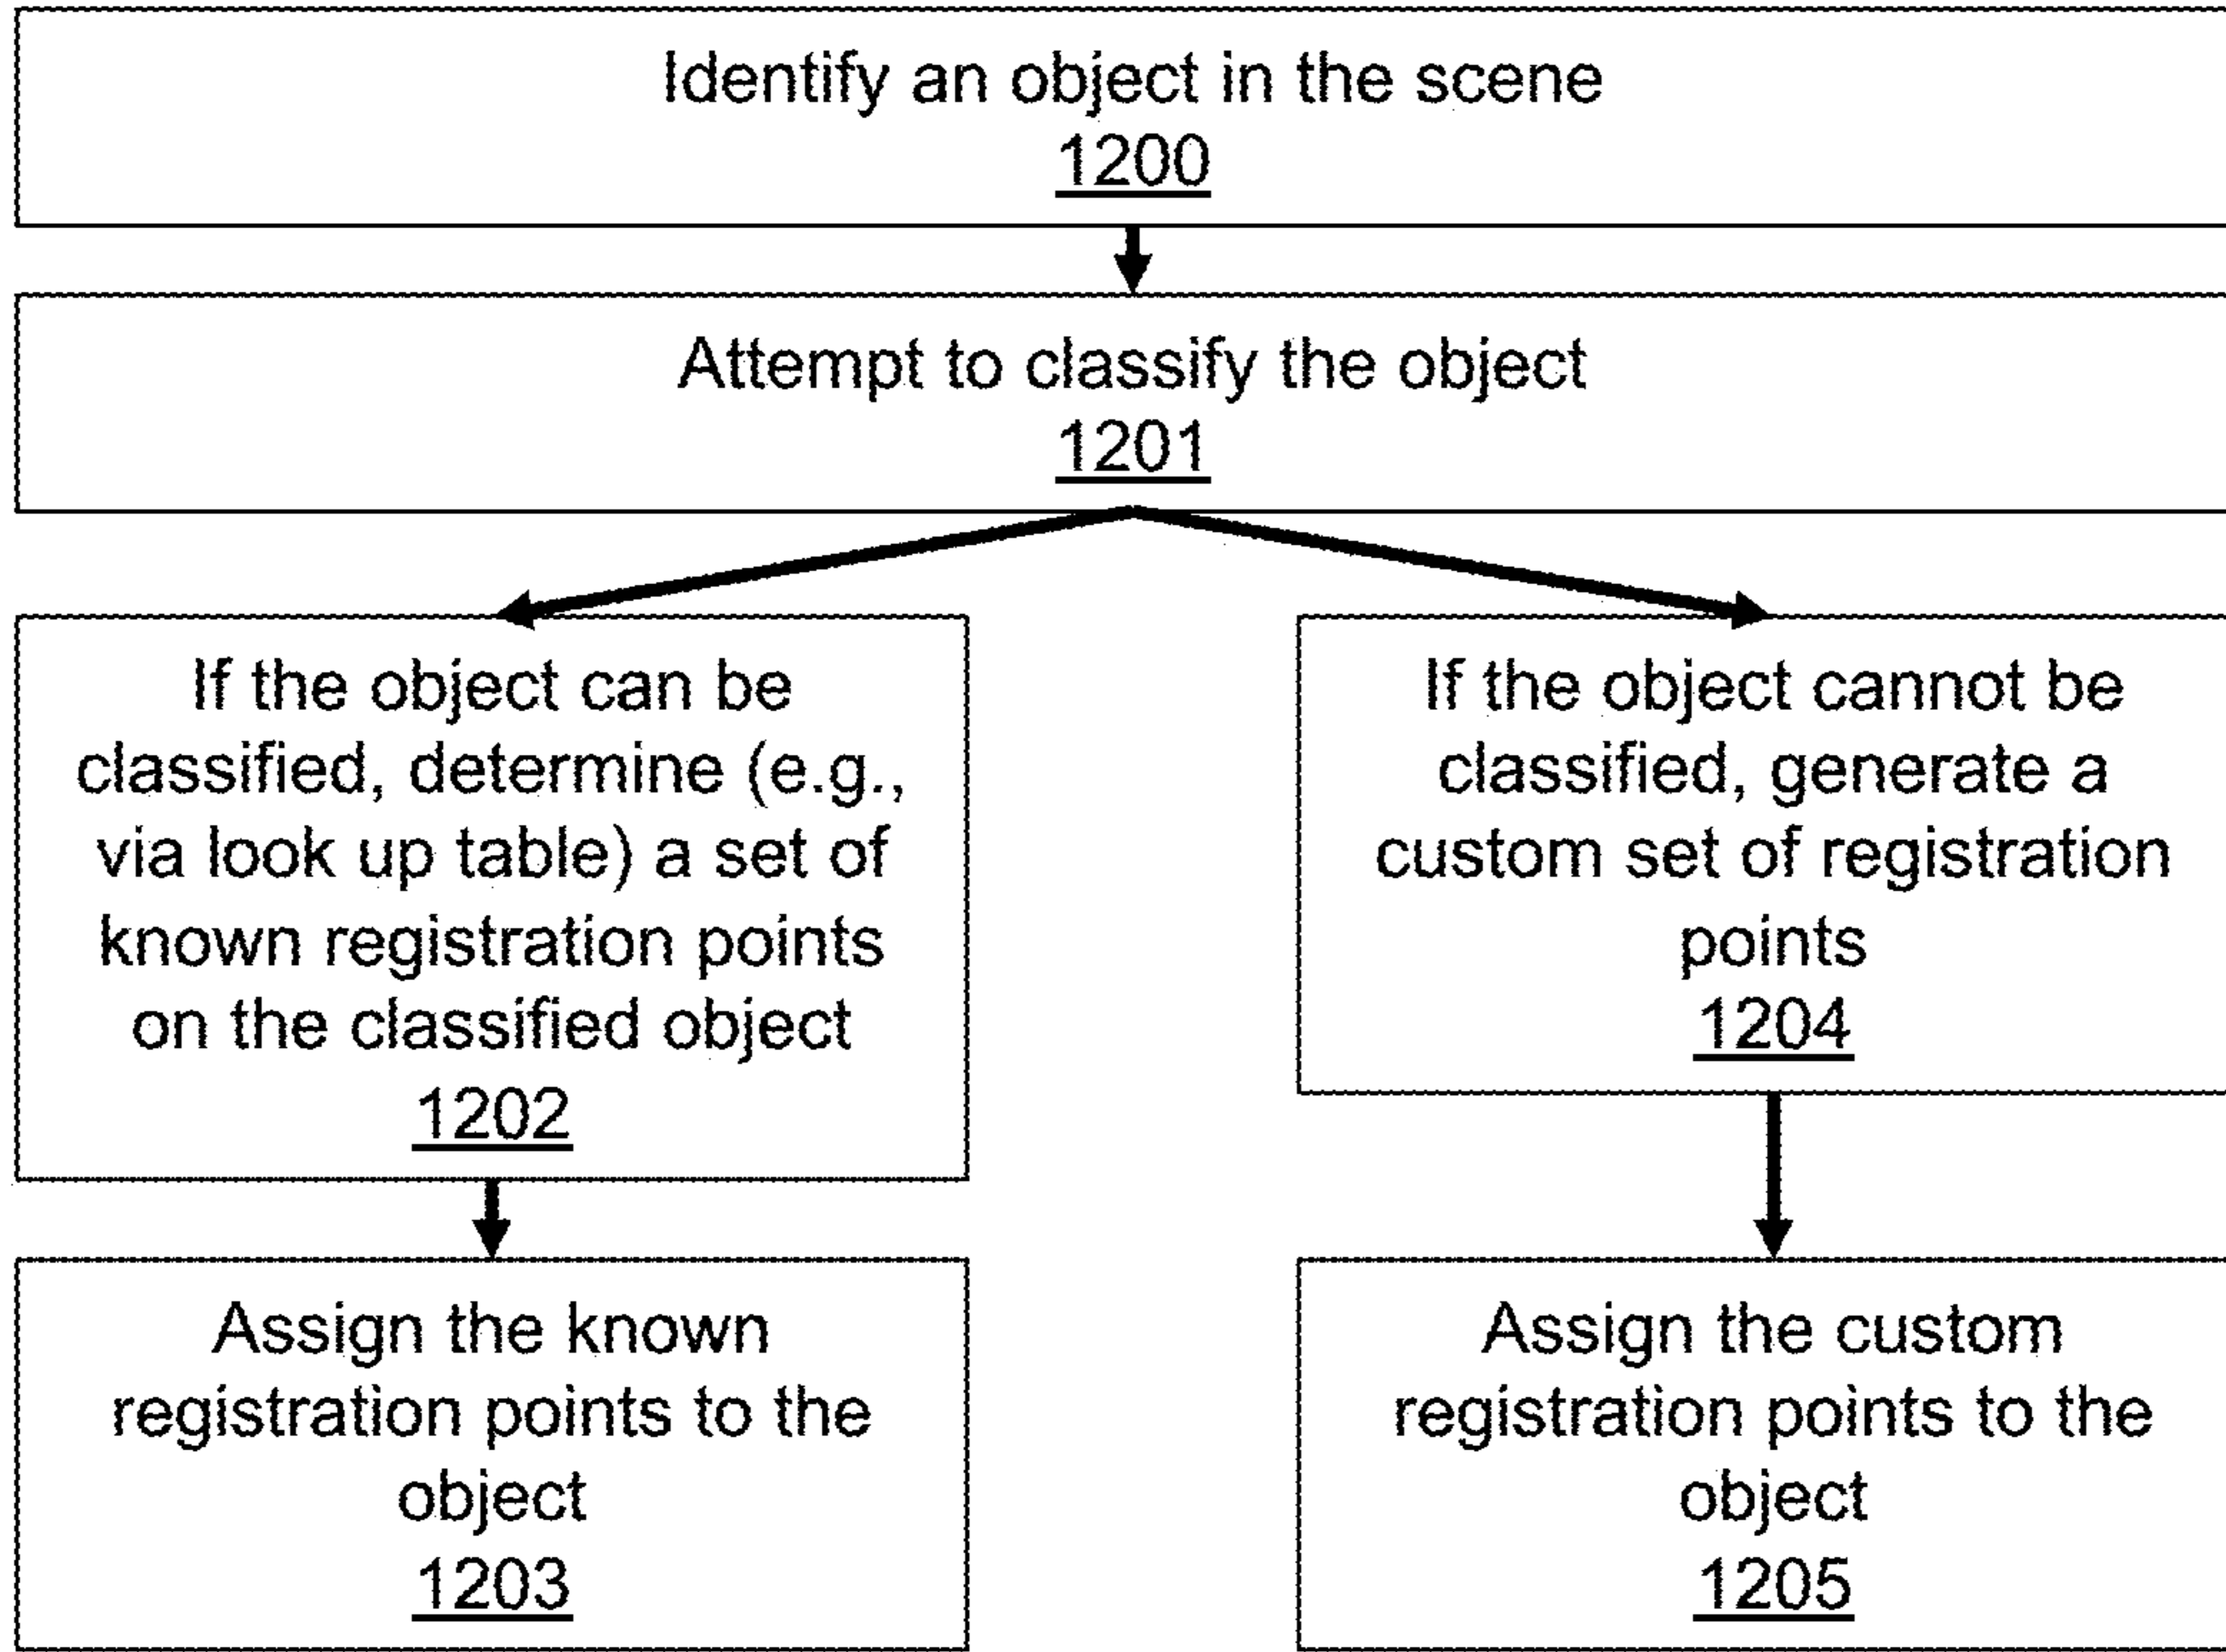 Identify an object in the scene
1200
Attempt to classify the object
1201
If the object can be
classified, determine (e.g.,
via look up table) a set of
known registration points
on the classified object
1202
If the object cannot be
classified, generate a
custom set of registration
points
1204
Assign the known
registration points to the
object
1203
Assign the custom
registration points to the
object
1205